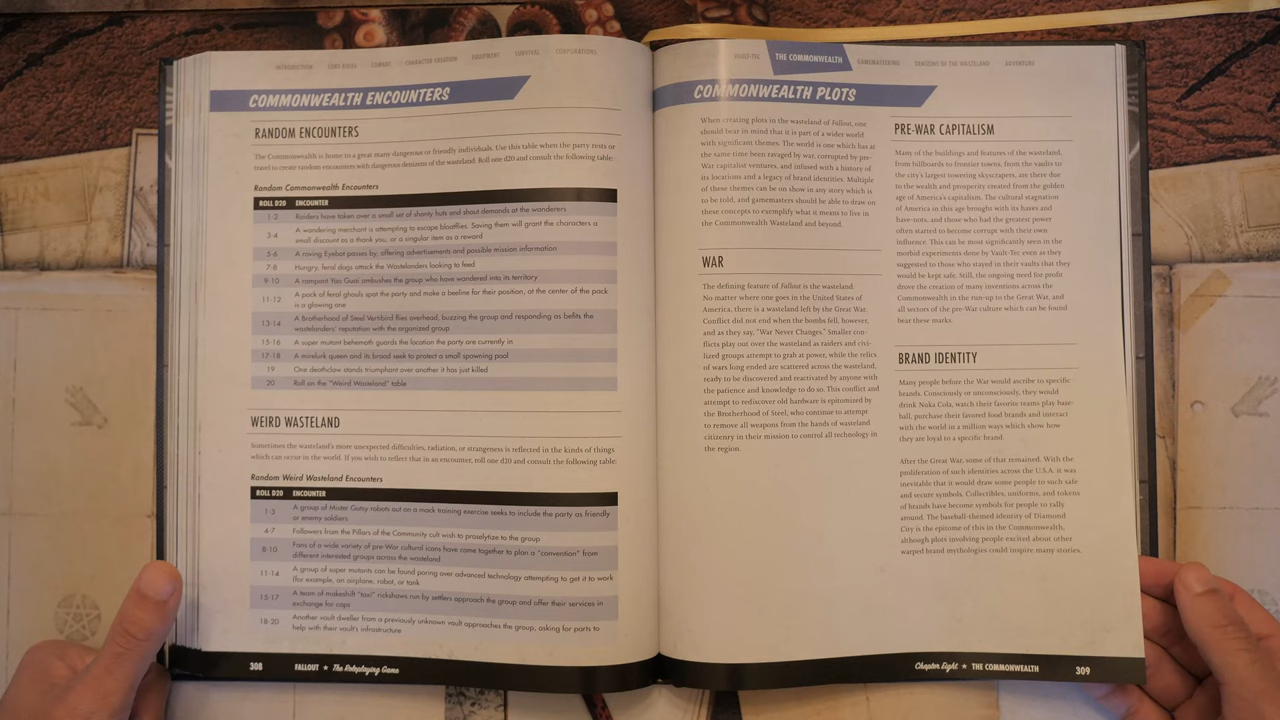 INTRODUCTION CORE RULES COMBAT CHARACTER CREATION EQUIPMENT SURVIVAL CORPORATIONS
COMMONWEALTH ENCOUNTERS
RANDOM ENCOUNTERS
The Commonwealth is home to a great many dangerous or friendly individuals. Use this table when the party rests or
travel to create random encounters with dangerous denizens of the wasteland. Roll one d20 and consult the following table:
Random Commonwealth Encounters
ROLL D20 ENCOUNTER
1-2 Raiders have taken over a small set of shanty huts and shout demands at the wanderers
3-4 A wandering merchant is attempting to escape bloatflies. Saving them will grant the characters a
small discount as a thank you, or a singular item as a reward
5-6 A roving Eyebot passes by, offering advertisements and possible mission information
7-8 Hungry, feral dogs attack the Wastelanders looking to feed
9-10 A rampant Yao Guai ambushes the group who have wandered into its territory
11-12 A pack of feral ghouls spot the party and make a beeline for their position, at the center of the pack
is a glowing one
13-14 A Brotherhood of Steel Vertibird flies overhead, buzzing the group and responding as befits the
wastelanders' reputation with the organized group
15-16 A super mutant behemoth guards the location the party are currently in
17-18 A mirelurk queen and its brood seek to protect a small spawning pool
19 One deathclaw stands triumphant over another it has just killed
20 Roll on the "Weird Wasteland" table
WEIRD WASTELAND
Sometimes the wasteland's more unexpected difficulties, radiation, or strangeness is reflected in the kinds of things
which can occur in the world. If you wish to reflect that in an encounter, roll one d20 and consult the following table:
Random Weird Wasteland Encounters
ROLL D20 ENCOUNTER
1-3 A group of Mister Gutsy robots out on a mock training exercise seeks to include the party as friendly
or enemy soldiers
4-7 Followers from the Pillars of the Community cult wish to proselytize to the group
8-10 Fans of a wide variety of pre-War cultural icons have come together to plan a "convention" from
different interested groups across the wasteland
11-14 A group of super mutants can be found poring over advanced technology attempting to get it to work
(for example, an airplane, robot, or tank
15-17 A team of makeshift "taxi" rickshaws run by settlers approach the group and offer their services in
exchange for caps
18-20 Another vault dweller from a previously unknown vault approaches the group, asking for parts to
help with their vault's infrastructure
308 FALLOUT ★ The Roleplaying Game
VAULT-TEC THE COMMONWEALTH GAMEMASTERING DENIZENS OF THE WASTELAND ADVENTURE
COMMONWEALTH PLOTS
When creating plots in the wasteland of Fallout, one
should bear in mind that it is part of a wider world
with significant themes. The world is one which has at
the same time been ravaged by war, corrupted by pre-
War capitalist ventures, and infused with a history of
its locations and a legacy of brand identities. Multiple
of these themes can be on show in any story which is
to be told, and gamemasters should be able to draw on
these concepts to exemplify what it means to live in
the Commonwealth Wasteland and beyond.
WAR
The defining feature of Fallout is the wasteland.
No matter where one goes in the United States of
America, there is a wasteland left by the Great War.
Conflict did not end when the bombs fell, however,
and as they say, "War Never Changes." Smaller con-
flicts play out over the wasteland as raiders and civi-
lized groups attempt to grab at power, while the relics
of wars long ended are scattered across the wasteland,
ready to be discovered and reactivated by anyone with
the patience and knowledge to do so. This conflict and
attempt to rediscover old hardware is epitomized by
the Brotherhood of Steel, who continue to attempt
to remove all weapons from the hands of wasteland
citizenry in their mission to control all technology in
the region.
PRE-WAR CAPITALISM
Many of the buildings and features of the wasteland,
from billboards to frontier towns, from the vaults to
the city's largest towering skyscrapers, are there due
to the wealth and prosperity created from the golden
age of America's capitalism. The cultural stagnation
of America in this age brought with its haves and
have-nots, and those who had the greatest power
often started to become corrupt with their own
influence. This can be most significantly seen in the
morbid experiments done by Vault-Tec even as they
suggested to those who stayed in their vaults that they
would be kept safe. Still, the ongoing need for profit
drove the creation of many inventions across the
Commonwealth in the run-up to the Great War, and
all sectors of the pre-War culture which can be found
bear these marks.
BRAND IDENTITY
Many people before the War would ascribe to specific
brands. Consciously or unconsciously, they would
drink Nuka Cola, watch their favorite teams play base-
ball, purchase their favored food brands and interact
with the world in a million ways which show how
they are loyal to a specific brand.
After the Great War, some of that remained. With the
proliferation of such identities across the U.S.A. it was
inevitable that it would draw some people to such safe
and secure symbols. Collectibles, uniforms, and tokens
of brands have become symbols for people to rally
around. The baseball-themed identity of Diamond
City is the epitome of this in the Commonwealth,
although plots involving people excited about other
warped brand mythologies could inspire many stories.
Chapter Eight ★ THE COMMONWEALTH 309